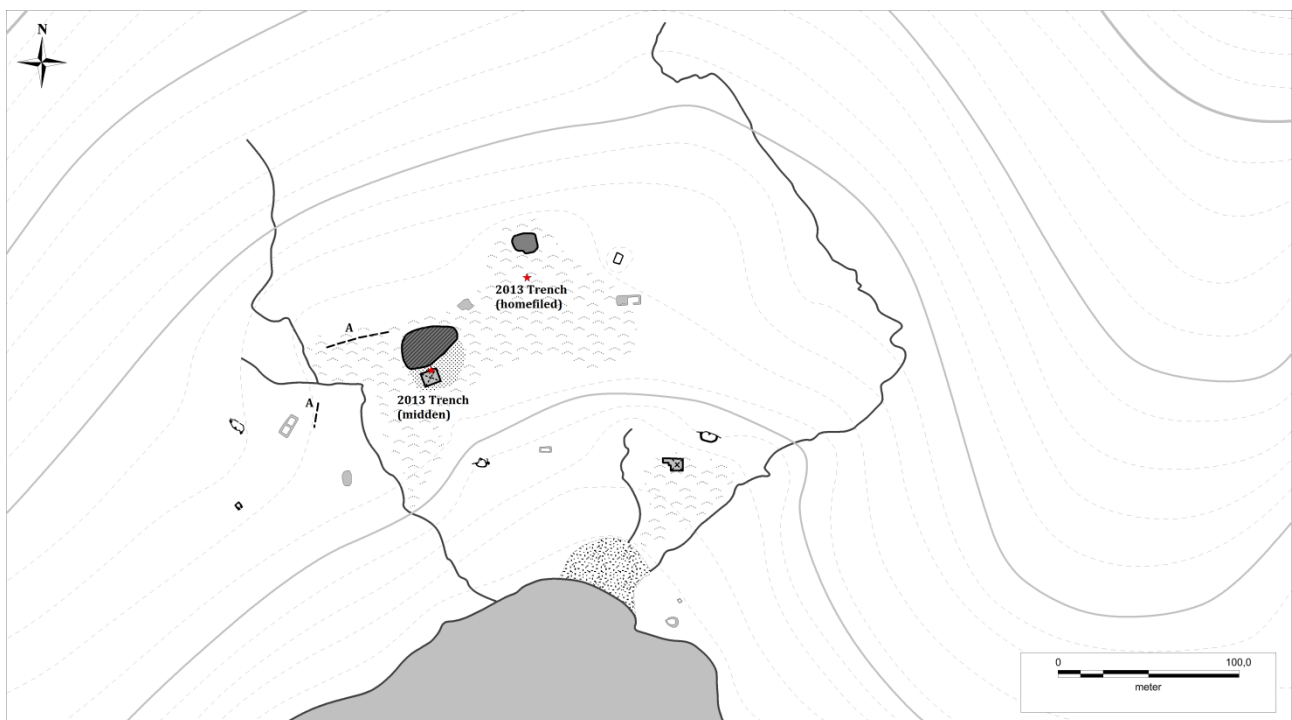 N
2013 Trench
(homefiled)
A
2013 Trench
(midden)
A
0 100,0
meter